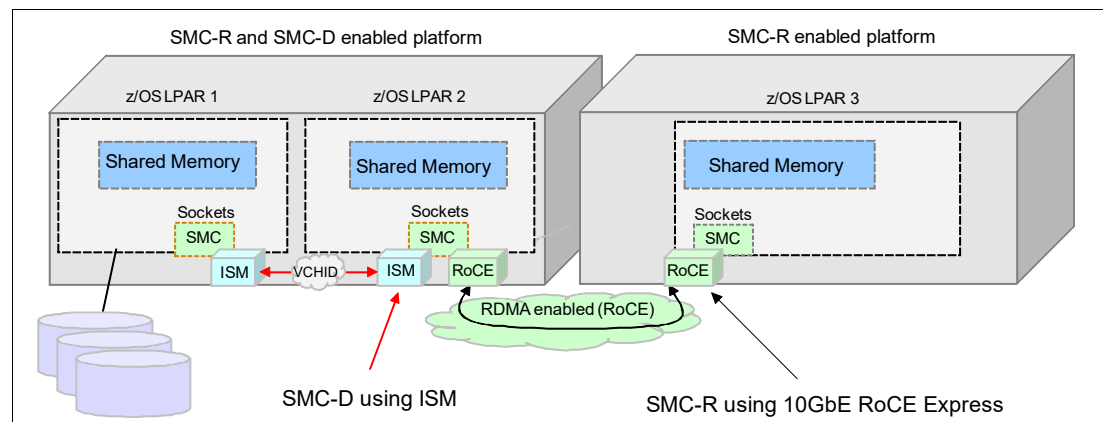 SMC-R and SMC-D enabled platform
SMC-R enabled platform
z/OS LPAR 1
z/OS LPAR 2
z/OS LPAR 3
Shared Memory
Shared Memory
Shared Memory
Sockets
Sockets
Sockets
SMC
SMC
SMC
ISM
VCHID
ISM
RoCE
RoCE
RDMA enabled (RoCE)
SMC-D using ISM
SMC-R using 10GbE RoCE Express